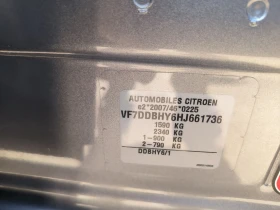 AUTOMOBILES CITROEN
e2*2007/46*0225
VF7DDBHY6HJ661736
1590 KG
2340 KG
1-900 KG
2-790 KG
DDBHY6/1